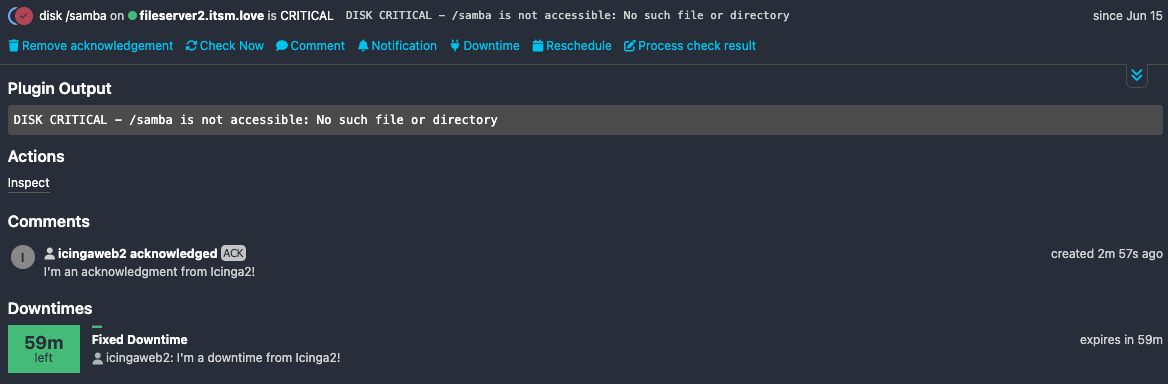 disk /samba on fileserver2.itsm.love is CRITICAL DISK CRITICAL - /samba is not accessible: No such file or directory since Jun 15
Remove acknowledgement Check Now Comment Notification Downtime Reschedule Process check result
Plugin Output
DISK CRITICAL - /samba is not accessible: No such file or directory
Actions
Inspect
Comments
I icingaweb2 acknowledged ACK created 2m 57s ago
I'm an acknowledgment from Icinga2!
Downtimes
59m left
Fixed Downtime expires in 59m
icingaweb2: I'm a downtime from Icinga2!